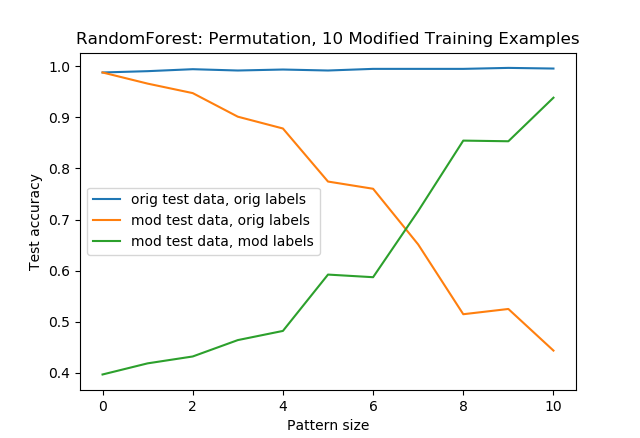 RandomForest: Permutation, 10 Modified Training Examples
1.0
0.9
0.8
0.7
0.6
0.5
0.4
Test accuracy
orig test data, orig labels
mod test data, orig labels
mod test data, mod labels
0 2 4 6 8 10
Pattern size